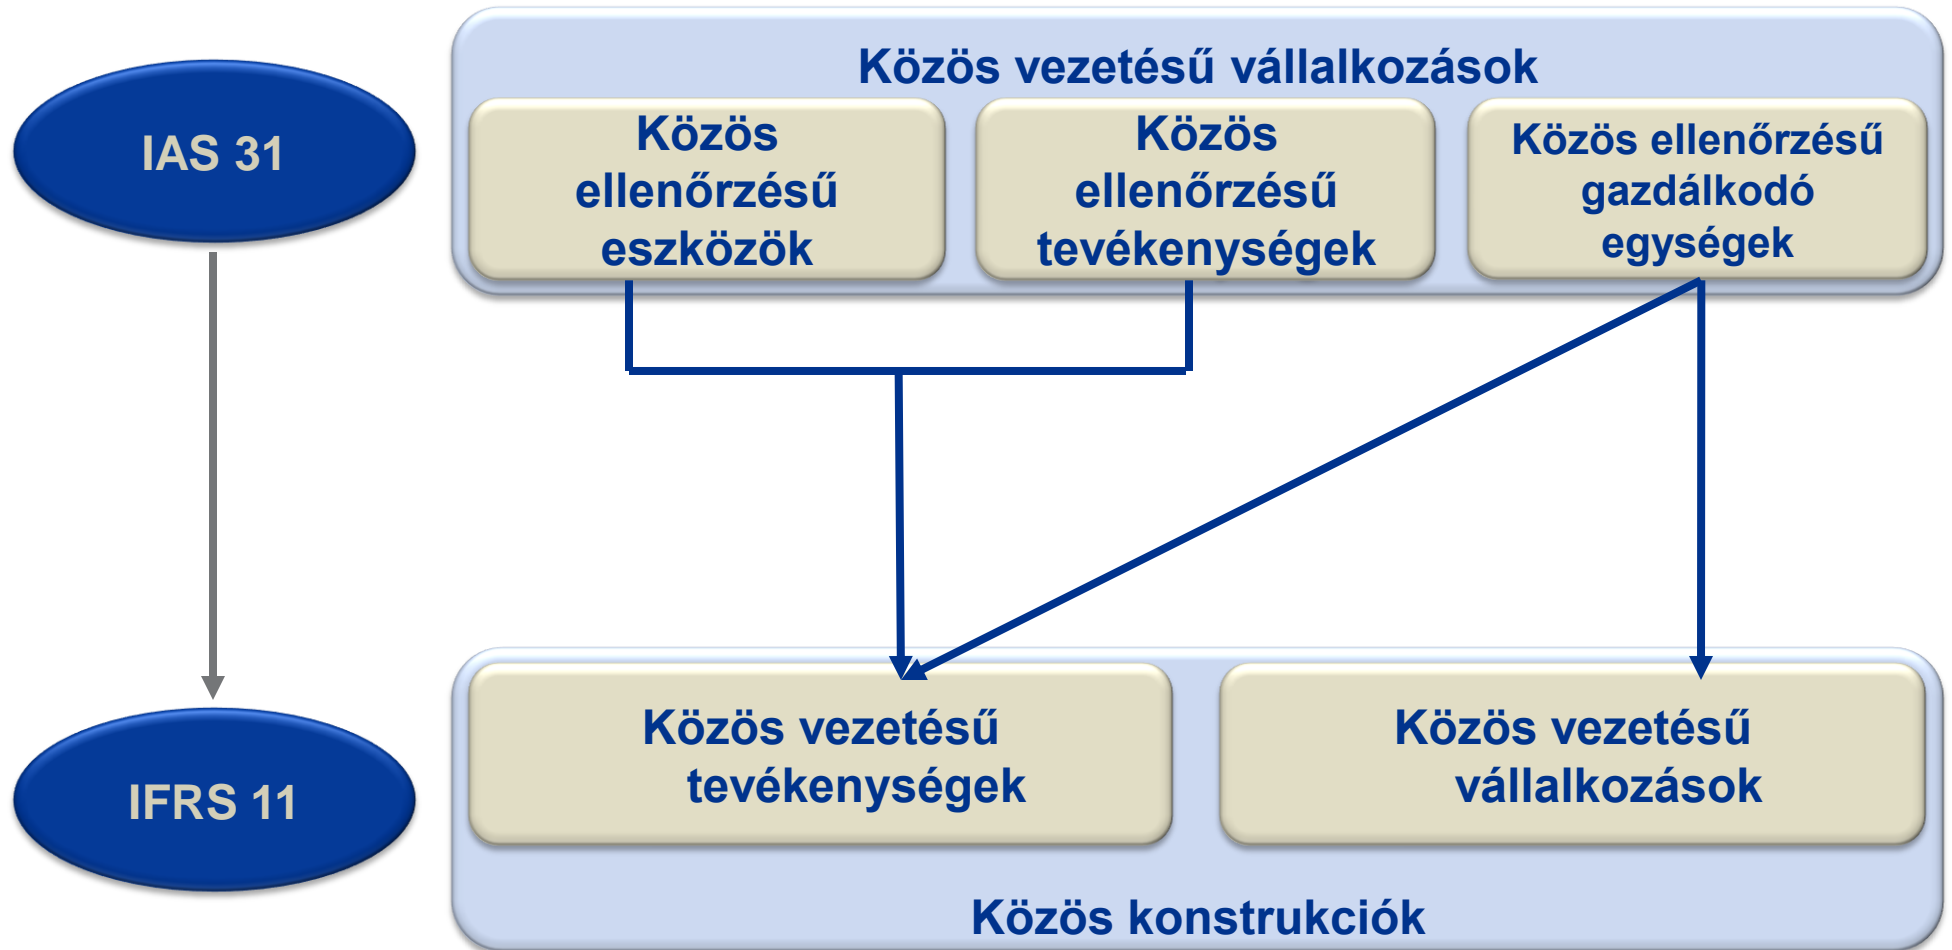 IAS 31
Közös vezetésű vállalkozások
Közös
ellenőrzésű
eszközök
Közös
ellenőrzésű
tevékenységek
Közös ellenőrzésű
gazdálkodó
egységek
IFRS 11
Közös vezetésű
tevékenységek
Közös vezetésű
vállalkozások
Közös konstrukciók